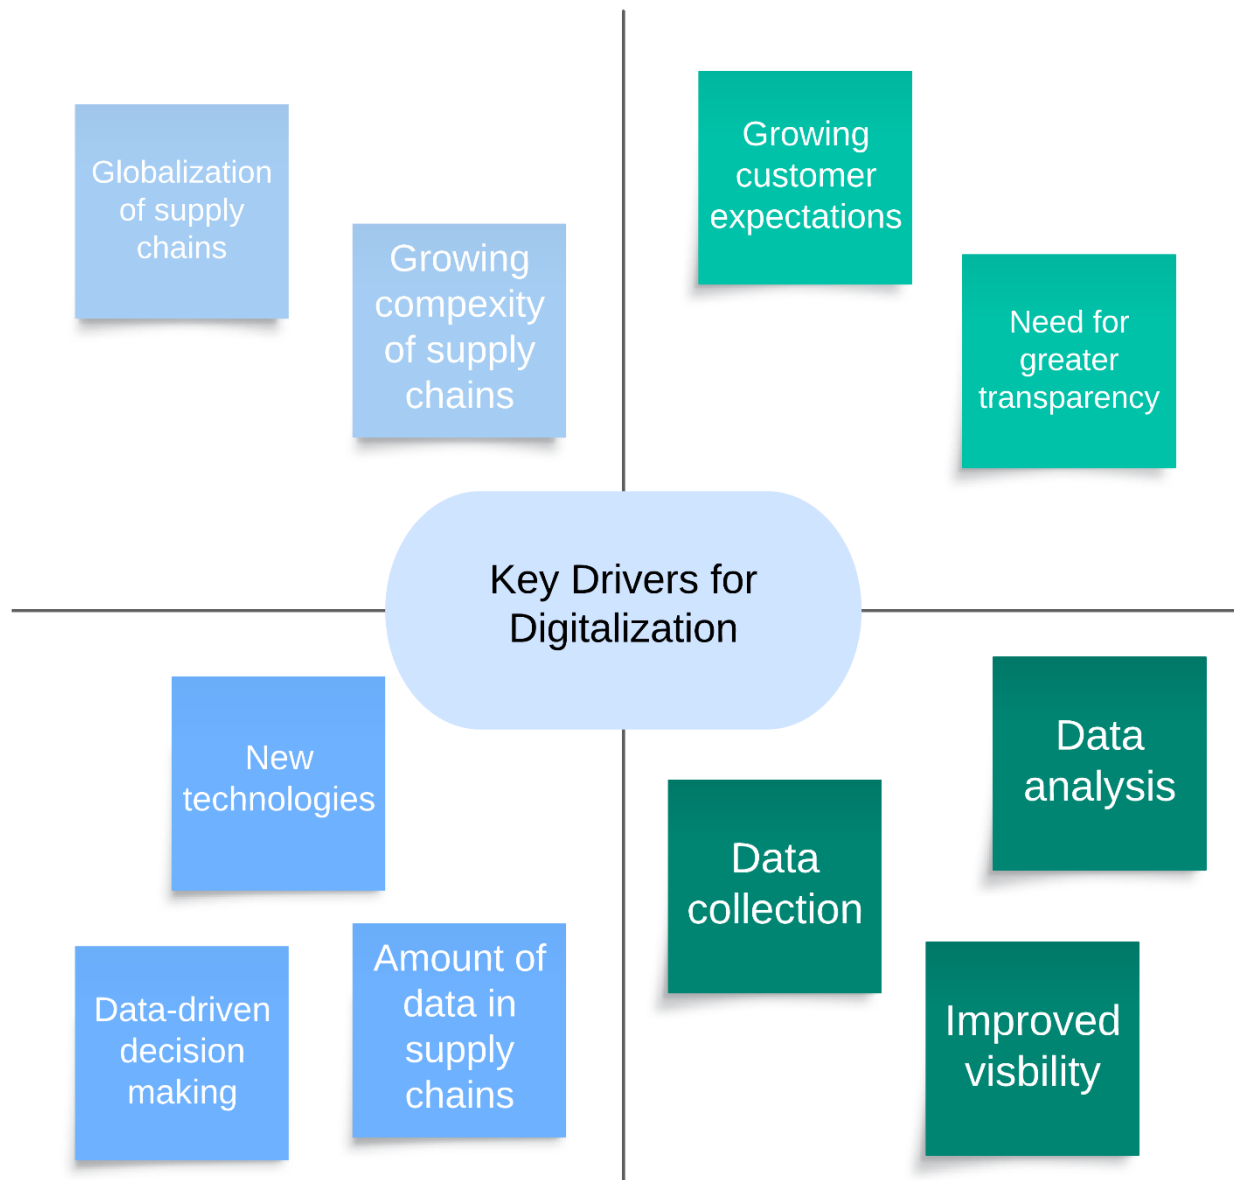 Globalization
of supply
chains
Growing
compexity
of supply
chains
Growing
customer
expectations
Need for
greater
transparency
Key Drivers for
Digitalization
New
technologies
Data-driven
decision
making
Amount of
data in
supply
chains
Data
analysis
Data
collection
Improved
visbility